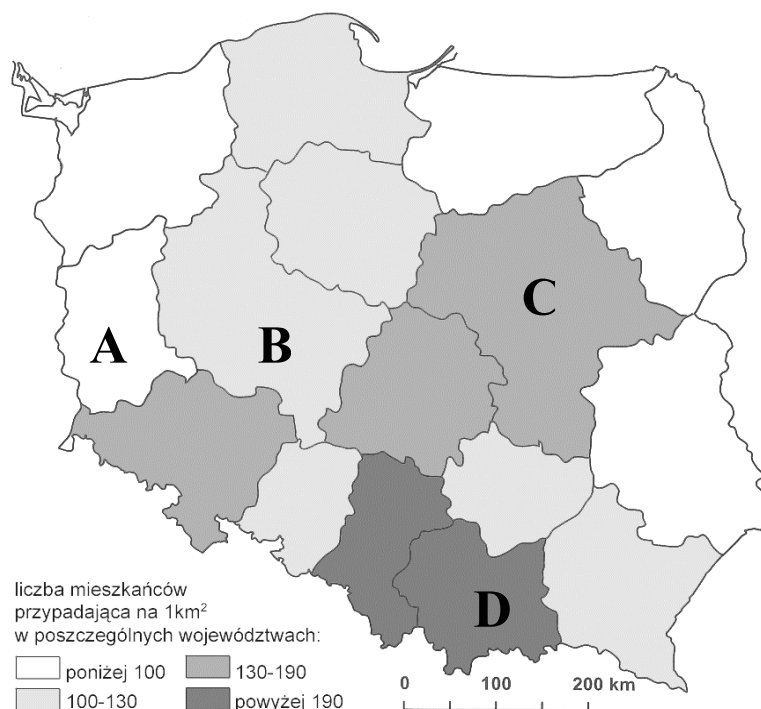 C
A
B
D
liczba mieszkańców
przypadająca na 1km²
w poszczególnych województwach:
poniżej 100
130-190
100-130
powyżej 190
0 100 200 km